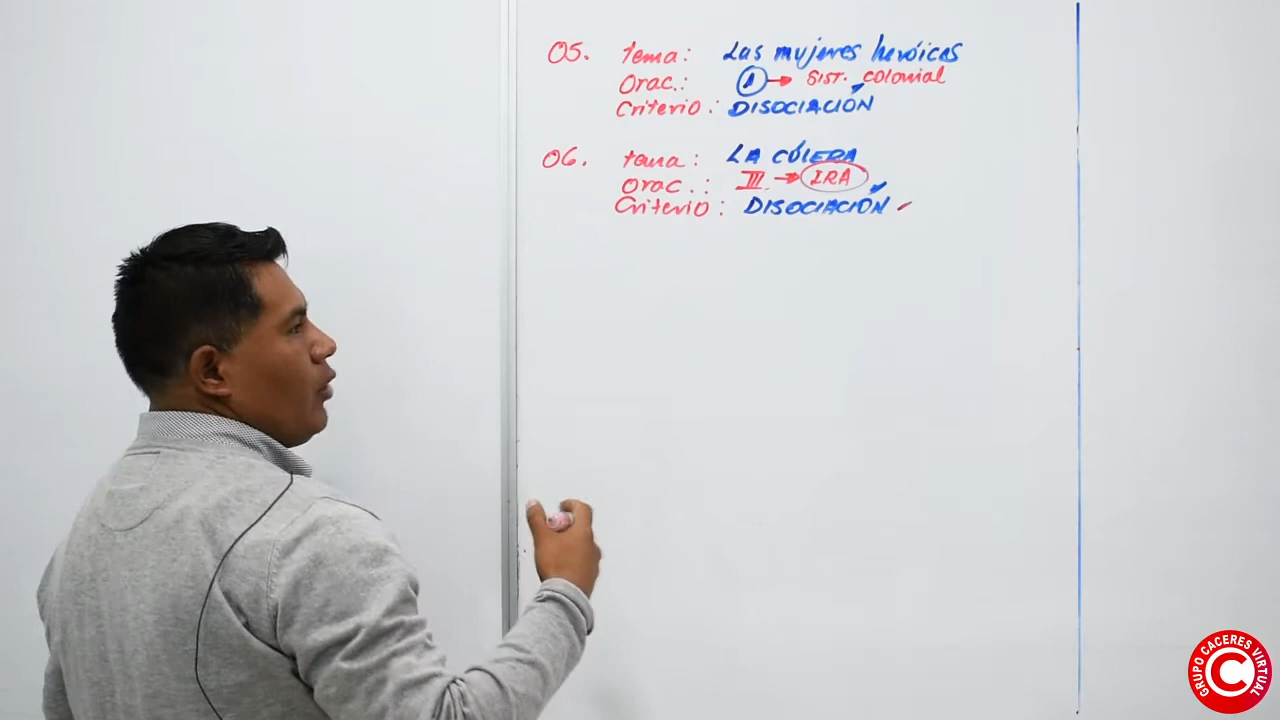 05. Tema: Las mujeres heróicas
Orac.: 1 → SIST. colonial
Criterio: DISOCIACIÓN
06. Tema: LA CÓLERA
Orac.: III → IRA
Criterio: DISOCIACIÓN
GRUPO CACERES VIRTUAL
C